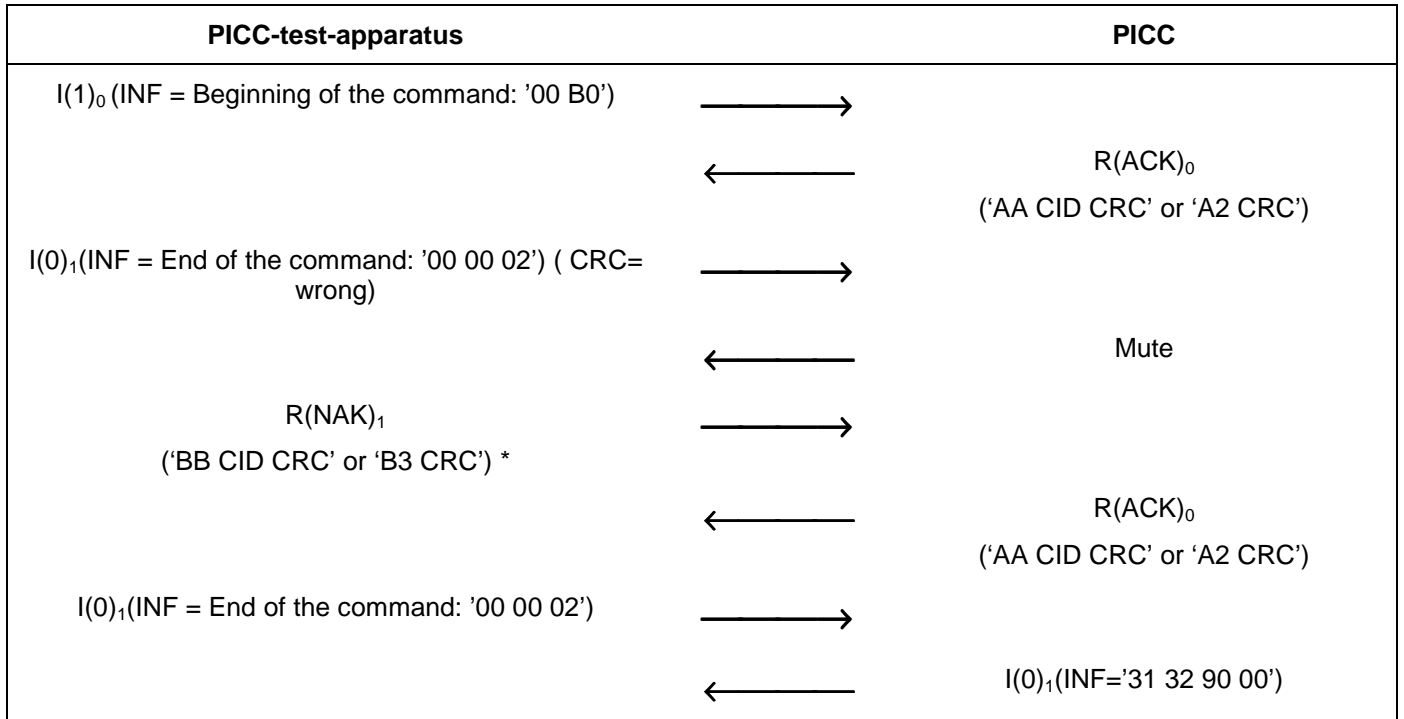 PICC-test-apparatus PICC
I(1)₀ (INF = Beginning of the command: ’00 B0’)
R(ACK)₀
(‘AA CID CRC’ or ‘A2 CRC’)
I(0)₁(INF = End of the command: ’00 00 02’) ( CRC=
wrong)
Mute
R(NAK)₁
(‘BB CID CRC’ or ‘B3 CRC’) *
R(ACK)₀
(‘AA CID CRC’ or ‘A2 CRC’)
I(0)₁(INF = End of the command: ’00 00 02’)
I(0)₁(INF=’31 32 90 00’)